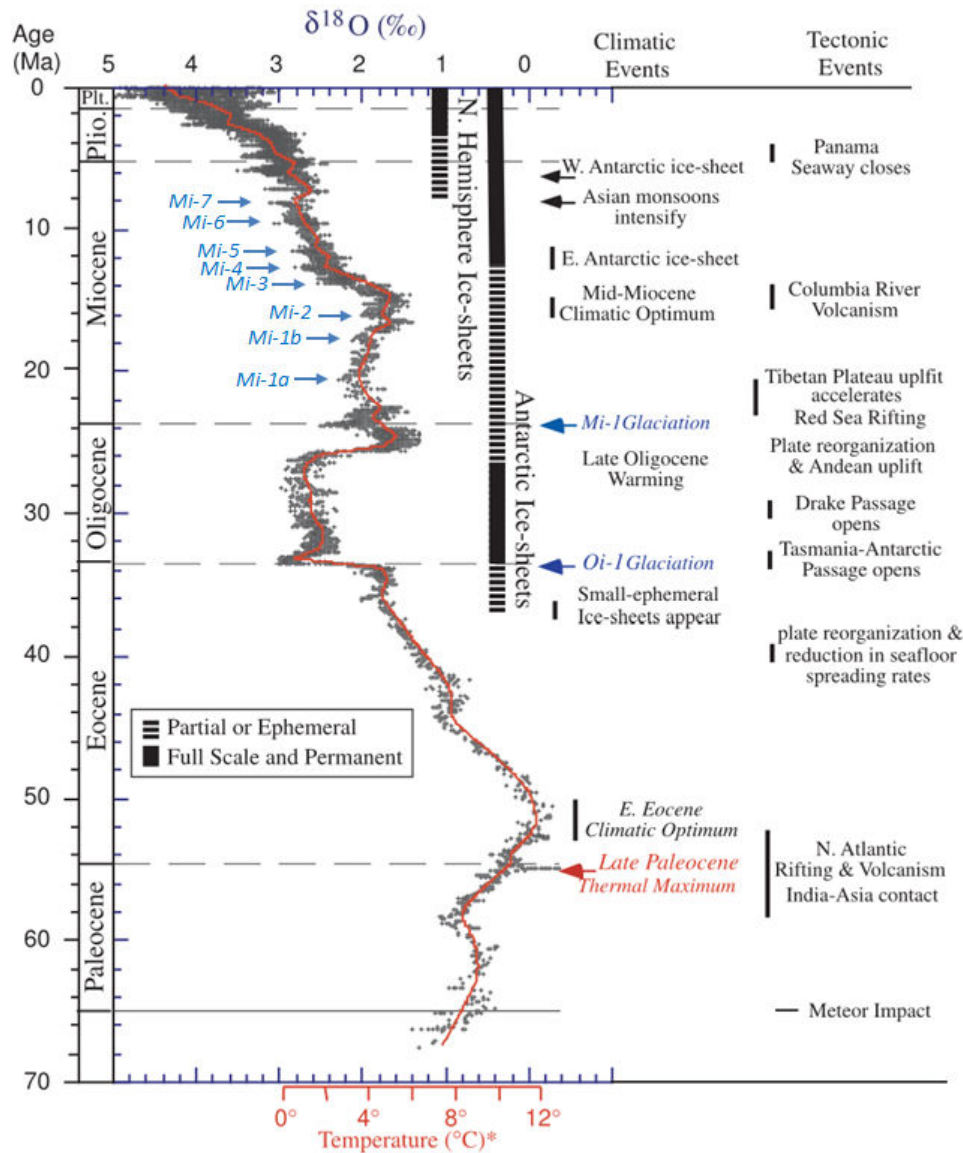 δ18O (‰)
Age
(Ma)
5 4 3 2 1 0
Climatic
Events
Tectonic
Events
0
10
20
30
40
50
60
70
Plt.
Plio.
Miocene
Oligocene
Eocene
Paleocene
Mi-7
Mi-6
Mi-5
Mi-4
Mi-3
Mi-2
Mi-1b
Mi-1a
N. Hemisphere Ice-sheets
Antarctic Ice-sheets
W. Antarctic ice-sheet
Asian monsoons
intensify
E. Antarctic ice-sheet
Mid-Miocene
Climatic Optimum
Mi-1Glaciation
Late Oligocene
Warming
Oi-1Glaciation
Small-ephemeral
Ice-sheets appear
E. Eocene
Climatic Optimum
Late Paleocene
Thermal Maximum
Panama
Seaway closes
Columbia River
Volcanism
Tibetan Plateau uplfit
accelerates
Red Sea Rifting
Plate reorganization
& Andean uplift
Drake Passage
opens
Tasmania-Antarctic
Passage opens
plate reorganization &
reduction in seafloor
spreading rates
N. Atlantic
Rifting & Volcanism
India-Asia contact
Meteor Impact
Partial or Ephemeral
Full Scale and Permanent
0° 4° 8° 12°
Temperature (°C)*